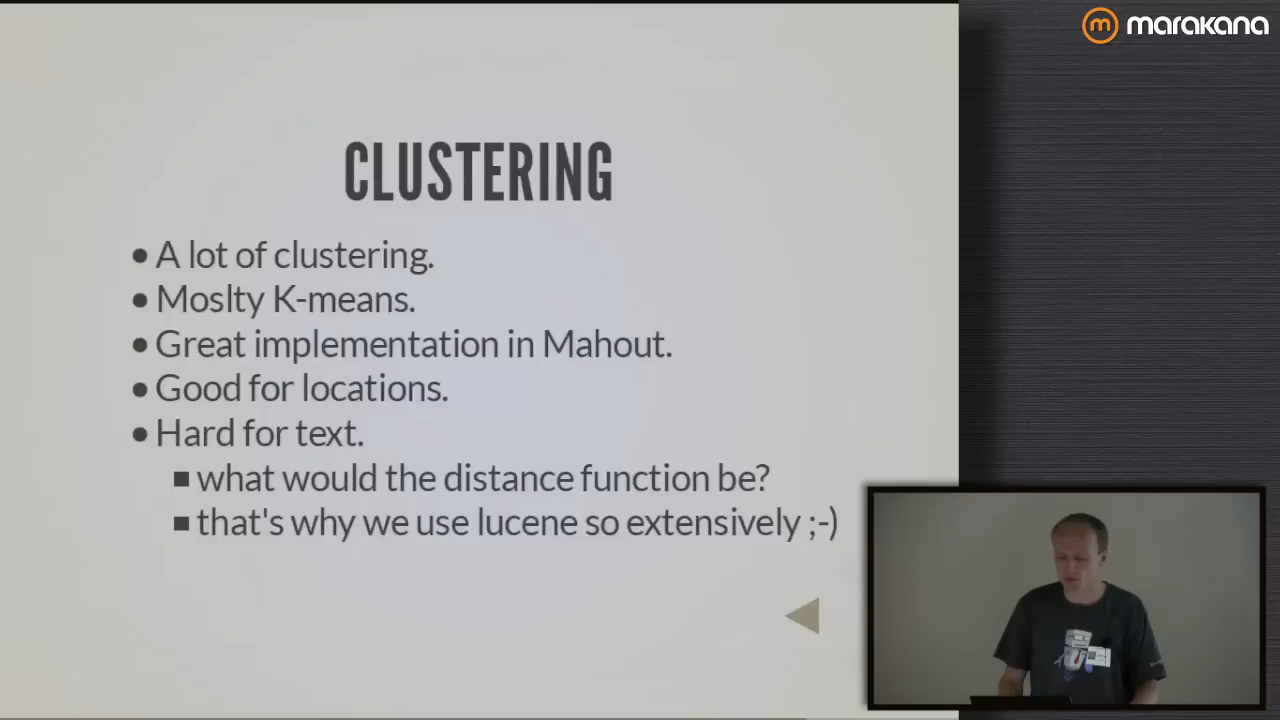 marakana
CLUSTERING
• A lot of clustering.
• Moslty K-means.
• Great implementation in Mahout.
• Good for locations.
• Hard for text.
▪ what would the distance function be?
▪ that's why we use lucene so extensively ;-)